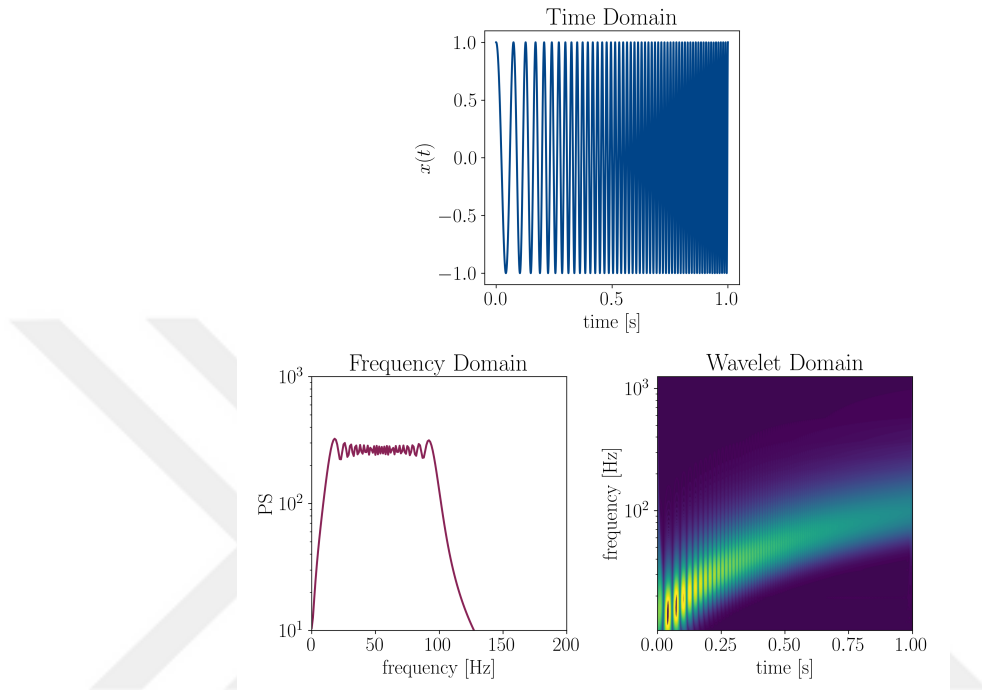 Time Domain
1.0
0.5
0.0
−0.5
−1.0
x(t)
0.0 0.5 1.0
time [s]
Frequency Domain
10³
10²
10¹
PS
0 50 100 150 200
frequency [Hz]
Wavelet Domain
10³
10²
frequency [Hz]
0.00 0.25 0.50 0.75 1.00
time [s]